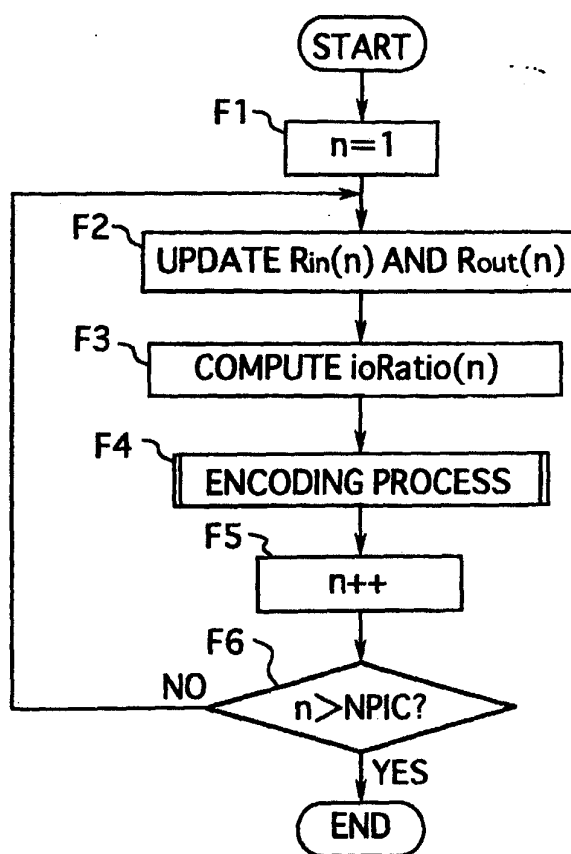 START
F1
n=1
F2
UPDATE Rin(n) AND Rout(n)
F3
COMPUTE ioRatio(n)
F4
ENCODING PROCESS
F5
n++
F6
NO
n>NPIC?
YES
END